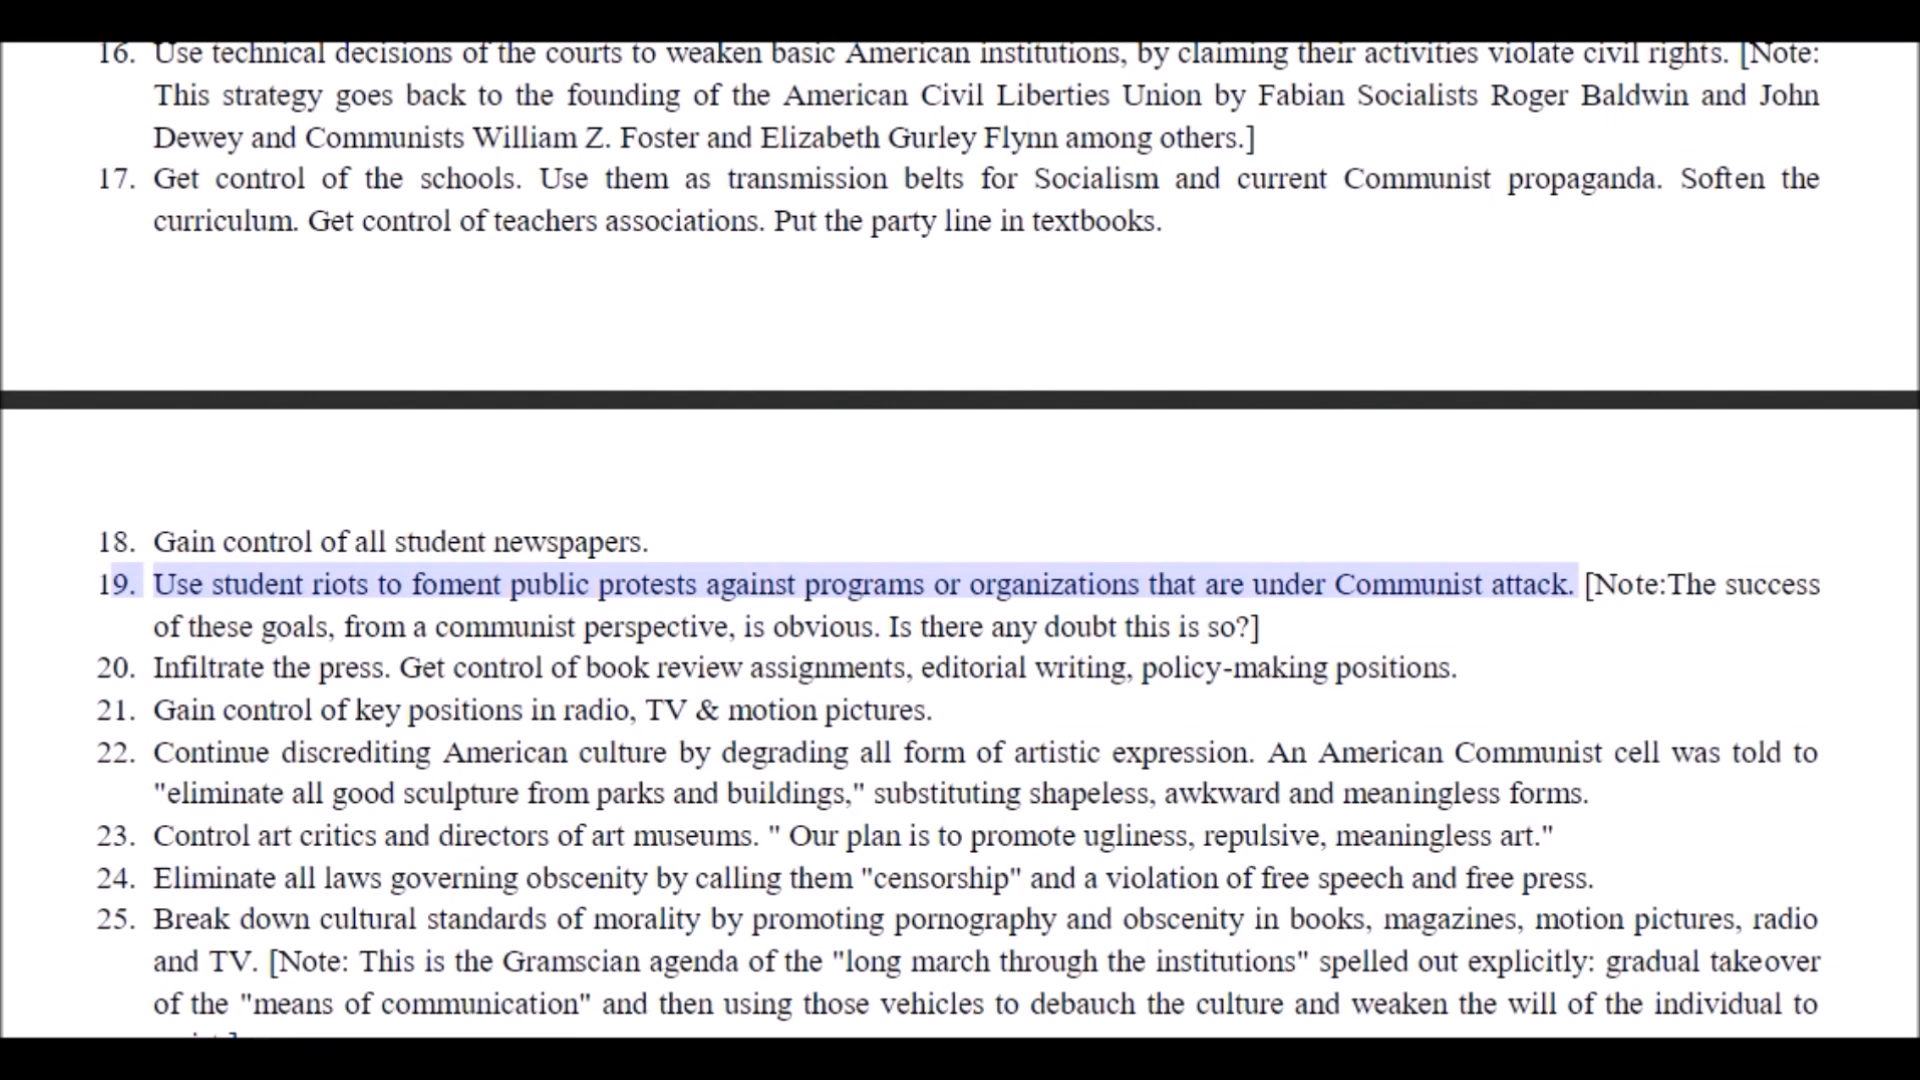 16. Use technical decisions of the courts to weaken basic American institutions, by claiming their activities violate civil rights. [Note:
This strategy goes back to the founding of the American Civil Liberties Union by Fabian Socialists Roger Baldwin and John
Dewey and Communists William Z. Foster and Elizabeth Gurley Flynn among others.]
17. Get control of the schools. Use them as transmission belts for Socialism and current Communist propaganda. Soften the
curriculum. Get control of teachers associations. Put the party line in textbooks.
18. Gain control of all student newspapers.
19. Use student riots to foment public protests against programs or organizations that are under Communist attack. [Note:The success
of these goals, from a communist perspective, is obvious. Is there any doubt this is so?]
20. Infiltrate the press. Get control of book review assignments, editorial writing, policy-making positions.
21. Gain control of key positions in radio, TV & motion pictures.
22. Continue discrediting American culture by degrading all form of artistic expression. An American Communist cell was told to
"eliminate all good sculpture from parks and buildings," substituting shapeless, awkward and meaningless forms.
23. Control art critics and directors of art museums. " Our plan is to promote ugliness, repulsive, meaningless art."
24. Eliminate all laws governing obscenity by calling them "censorship" and a violation of free speech and free press.
25. Break down cultural standards of morality by promoting pornography and obscenity in books, magazines, motion pictures, radio
and TV. [Note: This is the Gramscian agenda of the "long march through the institutions" spelled out explicitly: gradual takeover
of the "means of communication" and then using those vehicles to debauch the culture and weaken the will of the individual to